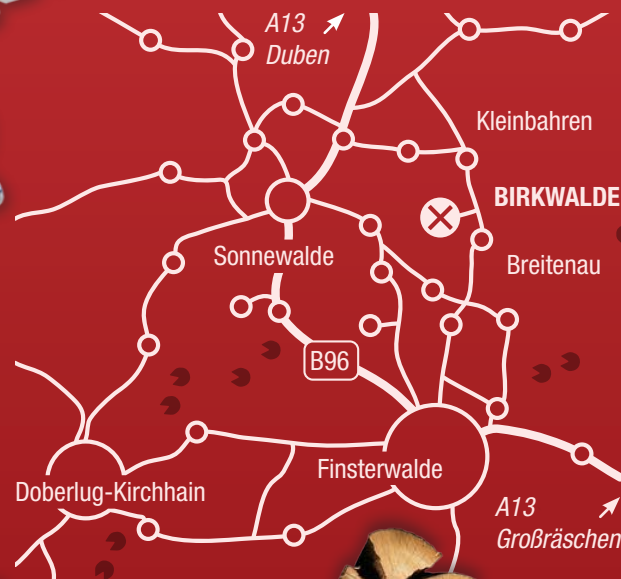 A13
Duben
Kleinbahren
BIRKWALDE
Sonnewalde
Breitenau
B96
Finsterwalde
Doberlug-Kirchhain
A13
Großräschen